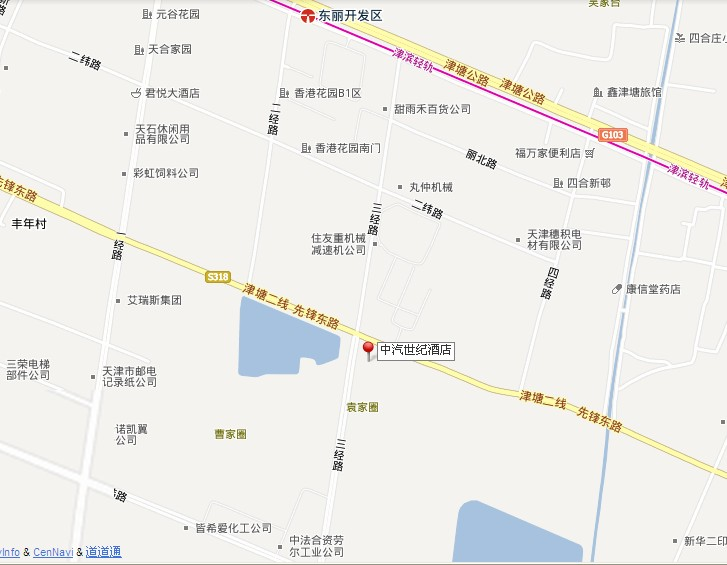 吴家台
元谷花园
东丽开发区
天合家园
二纬路
津滨轻轨
津塘公路
津塘公路
四合庄小
君悦大酒店
二经路
香港花园B1区
甜雨禾百货公司
鑫津塘旅馆
天石休闲用
品有限公司
香港花园南门
丽北路
福万家便利店
G103
津滨轻轨
彩虹饲料公司
丸仲机械
四合新邨
先锋东路
丰年村
一经路
三经路
二纬路
住友重机械
减速机公司
天津穗积电
材有限公司
四经路
S318
津塘二线
先锋东路
康信堂药店
艾瑞斯集团
中汽世纪酒店
三荣电梯
部件公司
天津市邮电
记录纸公司
津塘二线
先锋东路
袁家圈
诺凯翼
公司
曹家圈
三经路
纬路
皆希爱化工公司
中法合资劳
尔工业公司
新华二印
yInfo & CenNavi & 道道通